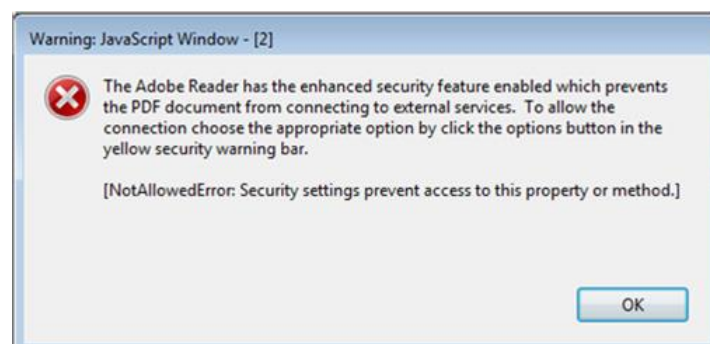 Warning: JavaScript Window - [2]
The Adobe Reader has the enhanced security feature enabled which prevents
the PDF document from connecting to external services.  To allow the
connection choose the appropriate option by click the options button in the
yellow security warning bar.
[NotAllowedError: Security settings prevent access to this property or method.]
OK